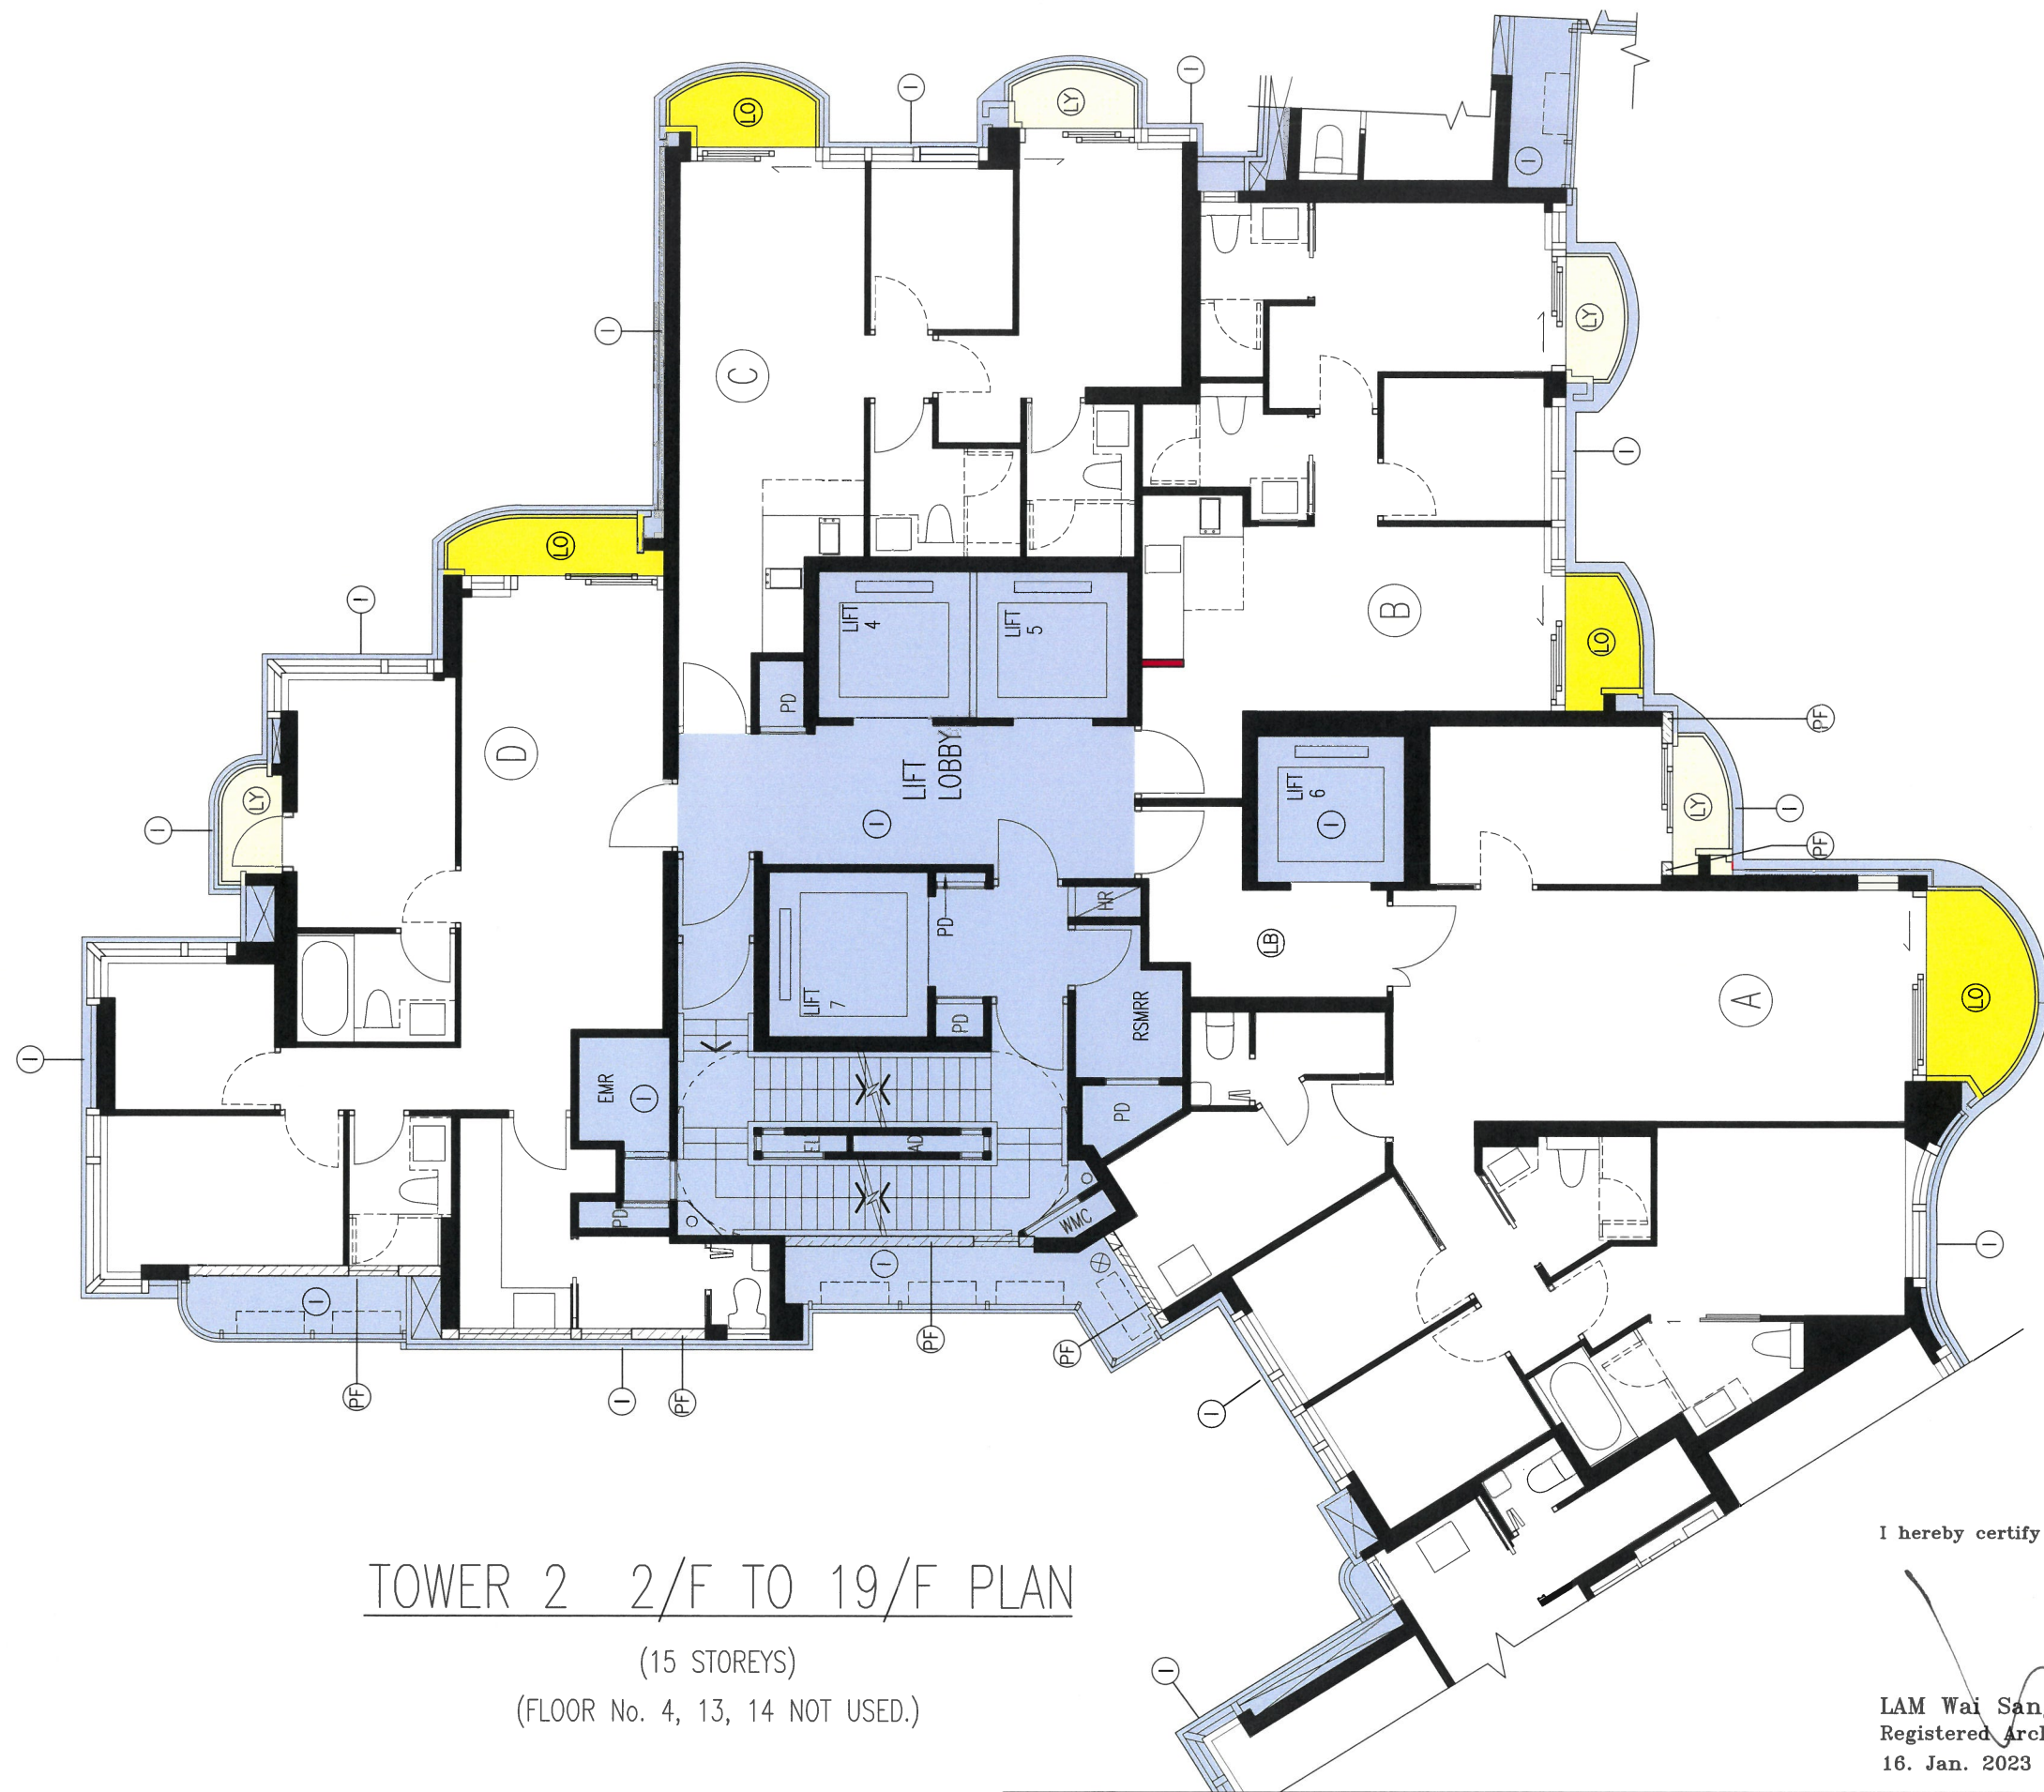 LO
LY
I
I
I
LY
I
C
I
LO
I
LIFT
4
LIFT
5
B
LO
D
PD
PF
LIFT
LOBBY
LIFT
6
LY
LY
I
I
I
I
PF
PD
HR
LB
A
LO
LIFT
7
RSMRR
PD
I
EMR
I
PD
EL
AD
PD
WMC
I
I
I
PF
PF
PF
I
PF
I
I
TOWER 2 2/F TO 19/F PLAN
(15 STOREYS)
(FLOOR No. 4, 13, 14 NOT USED.)
I hereby certify
LAM Wai San
Registered
16. Jan. 2023